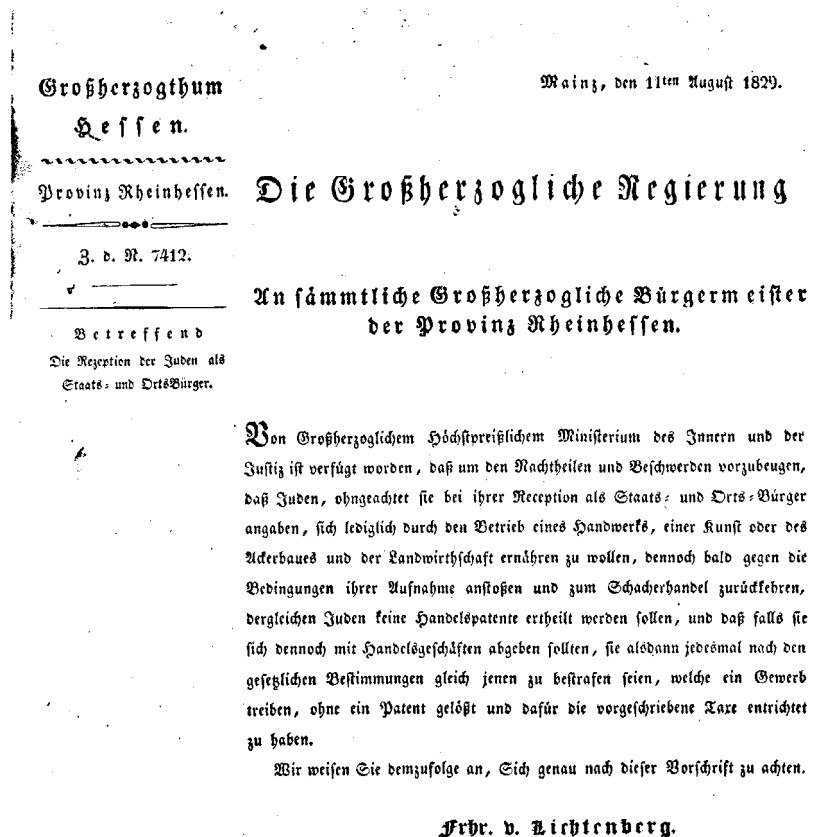 Großherzogthum
Hessen.
Provinz Rheinhessen.
Z. d. N. 7412.
Betreffend
Die Rezeption der Juden als
Staats- und OrtsBürger.
Mainz, den 11ten August 1829.
Die Großherzogliche Regierung
An sämmtliche Großherzogliche Bürgermeister
der Provinz Rheinhessen.
Von Großherzoglichem Höchstpreißlichem Ministerium des Innern und der
Justiz ist verfügt worden, daß um den Nachtheilen und Beschwerden vorzubeugen,
daß Juden, ohngeachtet sie bei ihrer Reception als Staats- und Orts-Bürger
angaben, sich lediglich durch den Betrieb eines Handwerks, einer Kunst oder des
Ackerbaues und der Landwirthschaft ernähren zu wollen, dennoch bald gegen die
Bedingungen ihrer Aufnahme anstoßen und zum Schacherhandel zurückkehren,
dergleichen Juden keine Handelspatente ertheilt werden sollen, und daß falls sie
sich dennoch mit Handelsgeschäften abgeben sollten, sie alsdann jedesmal nach den
gesetzlichen Bestimmungen gleich jenen zu bestrafen seien, welche ein Gewerb
treiben, ohne ein Patent gelößt und dafür die vorgeschriebene Taxe entrichtet
zu haben.
Wir weisen Sie demzufolge an, Sich genau nach dieser Vorschrift zu achten.
Frhr. v. Lichtenberg.